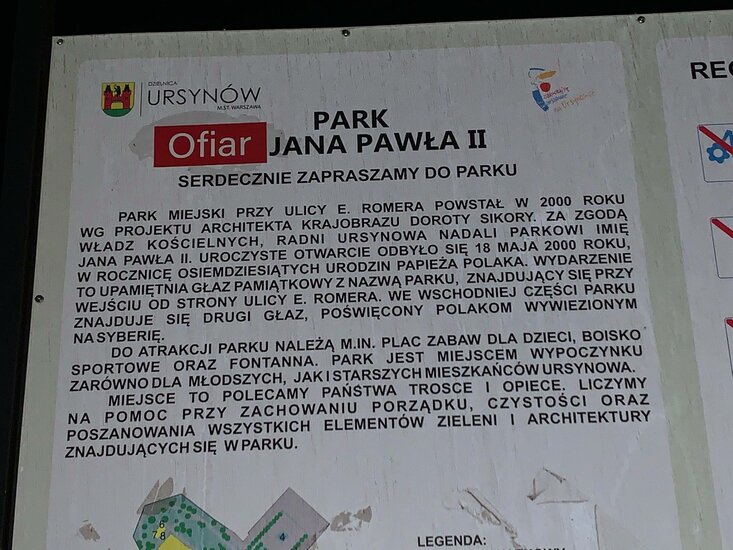 DZIELNICA
URSYNÓW
M.ST. WARSZAWA
PARK
Ofiar JANA PAWŁA II
SERDECZNIE ZAPRASZAMY DO PARKU
PARK MIEJSKI PRZY ULICY E. ROMERA POWSTAŁ W 2000 ROKU
WG PROJEKTU ARCHITEKTA KRAJOBRAZU DOROTY SIKORY. ZA ZGODĄ
WŁADZ KOŚCIELNYCH, RADNI URSYNOWA NADALI PARKOWI IMIĘ
JANA PAWŁA II. UROCZYSTE OTWARCIE ODBYŁO SIĘ 18 MAJA 2000 ROKU,
W ROCZNICĘ OSIEMDZIESIĄTYCH URODZIN PAPIEŻA POLAKA. WYDARZENIE
TO UPAMIĘTNIA GŁAZ PAMIĄTKOWY Z NAZWĄ PARKU, ZNAJDUJĄCY SIĘ PRZY
WEJŚCIU OD STRONY ULICY E. ROMERA. WE WSCHODNIEJ CZĘŚCI PARKU
ZNAJDUJE SIĘ DRUGI GŁAZ, POŚWIĘCONY POLAKOM WYWIEZIONYM
NA SYBERIĘ.
DO ATRAKCJI PARKU NALEŻĄ M.IN. PLAC ZABAW DLA DZIECI, BOISKO
SPORTOWE ORAZ FONTANNA. PARK JEST MIEJSCEM WYPOCZYNKU
ZARÓWNO DLA MŁODSZYCH, JAK I STARSZYCH MIESZKAŃCÓW URSYNOWA.
MIEJSCE TO POLECAMY PAŃSTWA TROSCE I OPIECE. LICZYMY
NA POMOC PRZY ZACHOWANIU PORZĄDKU, CZYSTOŚCI ORAZ
POSZANOWANIA WSZYSTKICH ELEMENTÓW ZIELENI I ARCHITEKTURY
ZNAJDUJĄCYCH SIĘ W PARKU.
6
7 8
4
LEGENDA:
REG